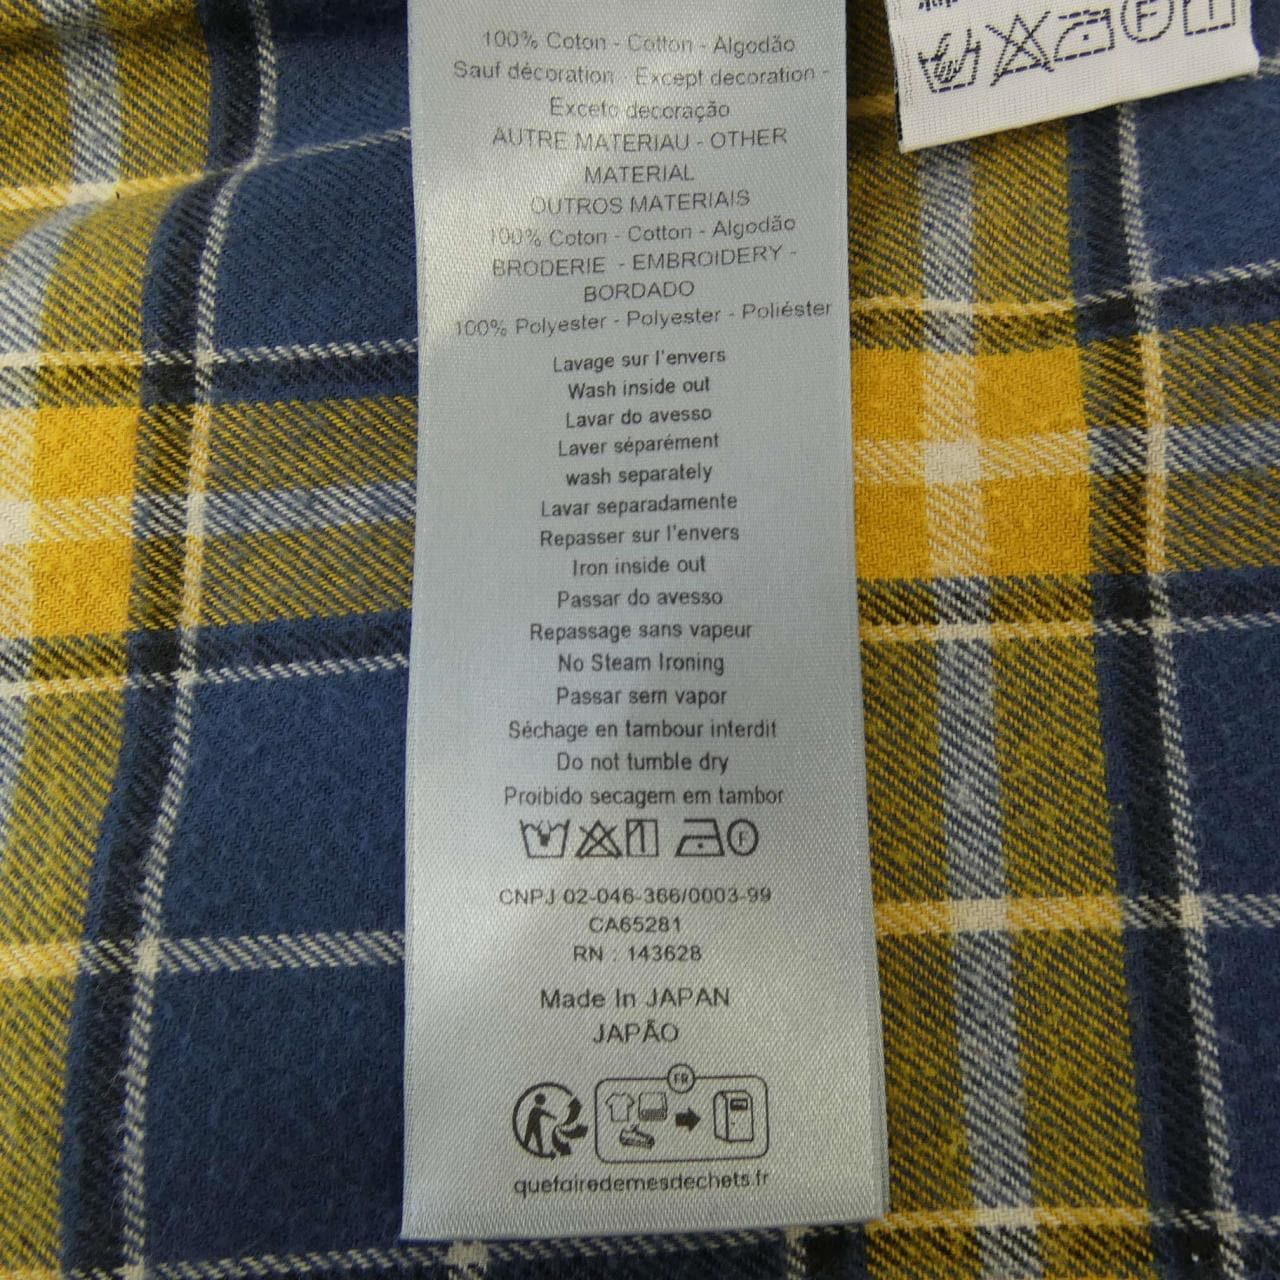 100% Coton - Cotton - Algodão
Sauf décoration - Except decoration -
Exceto decoração
AUTRE MATERIAU - OTHER
MATERIAL
OUTROS MATERIAIS
100% Coton - Cotton - Algodão
BRODERIE - EMBROIDERY -
BORDADO
100% Polyester - Polyester - Poliéster
Lavage sur l'envers
Wash inside out
Lavar do avesso
Laver séparément
wash separately
Lavar separadamente
Repasser sur l'envers
Iron inside out
Passar do avesso
Repassage sans vapeur
No Steam Ironing
Passar sem vapor
Séchage en tambour interdit
Do not tumble dry
Proibido secagem em tambor
F
CNPJ 02-046-366/0003-99
CA65281
RN : 143628
Made In JAPAN
JAPÃO
FR
quefairedemesdechets.fr
F